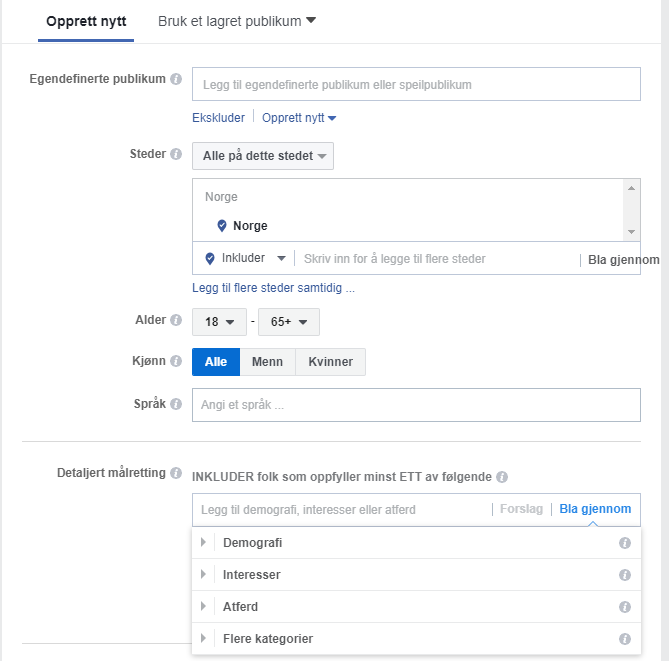 Opprett nytt Bruk et lagret publikum
Egendefinerte publikum Legg til egendefinerte publikum eller speilpublikum
Ekskluder Opprett nytt
Steder Alle på dette stedet
Norge
Norge
Inkluder Skriv inn for å legge til flere steder Bla gjennom
Legg til flere steder samtidig ...
Alder 18 - 65+
Kjønn Alle Menn Kvinner
Språk Angi et språk ...
Detaljert målretting INKLUDER folk som oppfyller minst ETT av følgende
Legg til demografi, interesser eller atferd Forslag Bla gjennom
Demografi
Interesser
Atferd
Flere kategorier